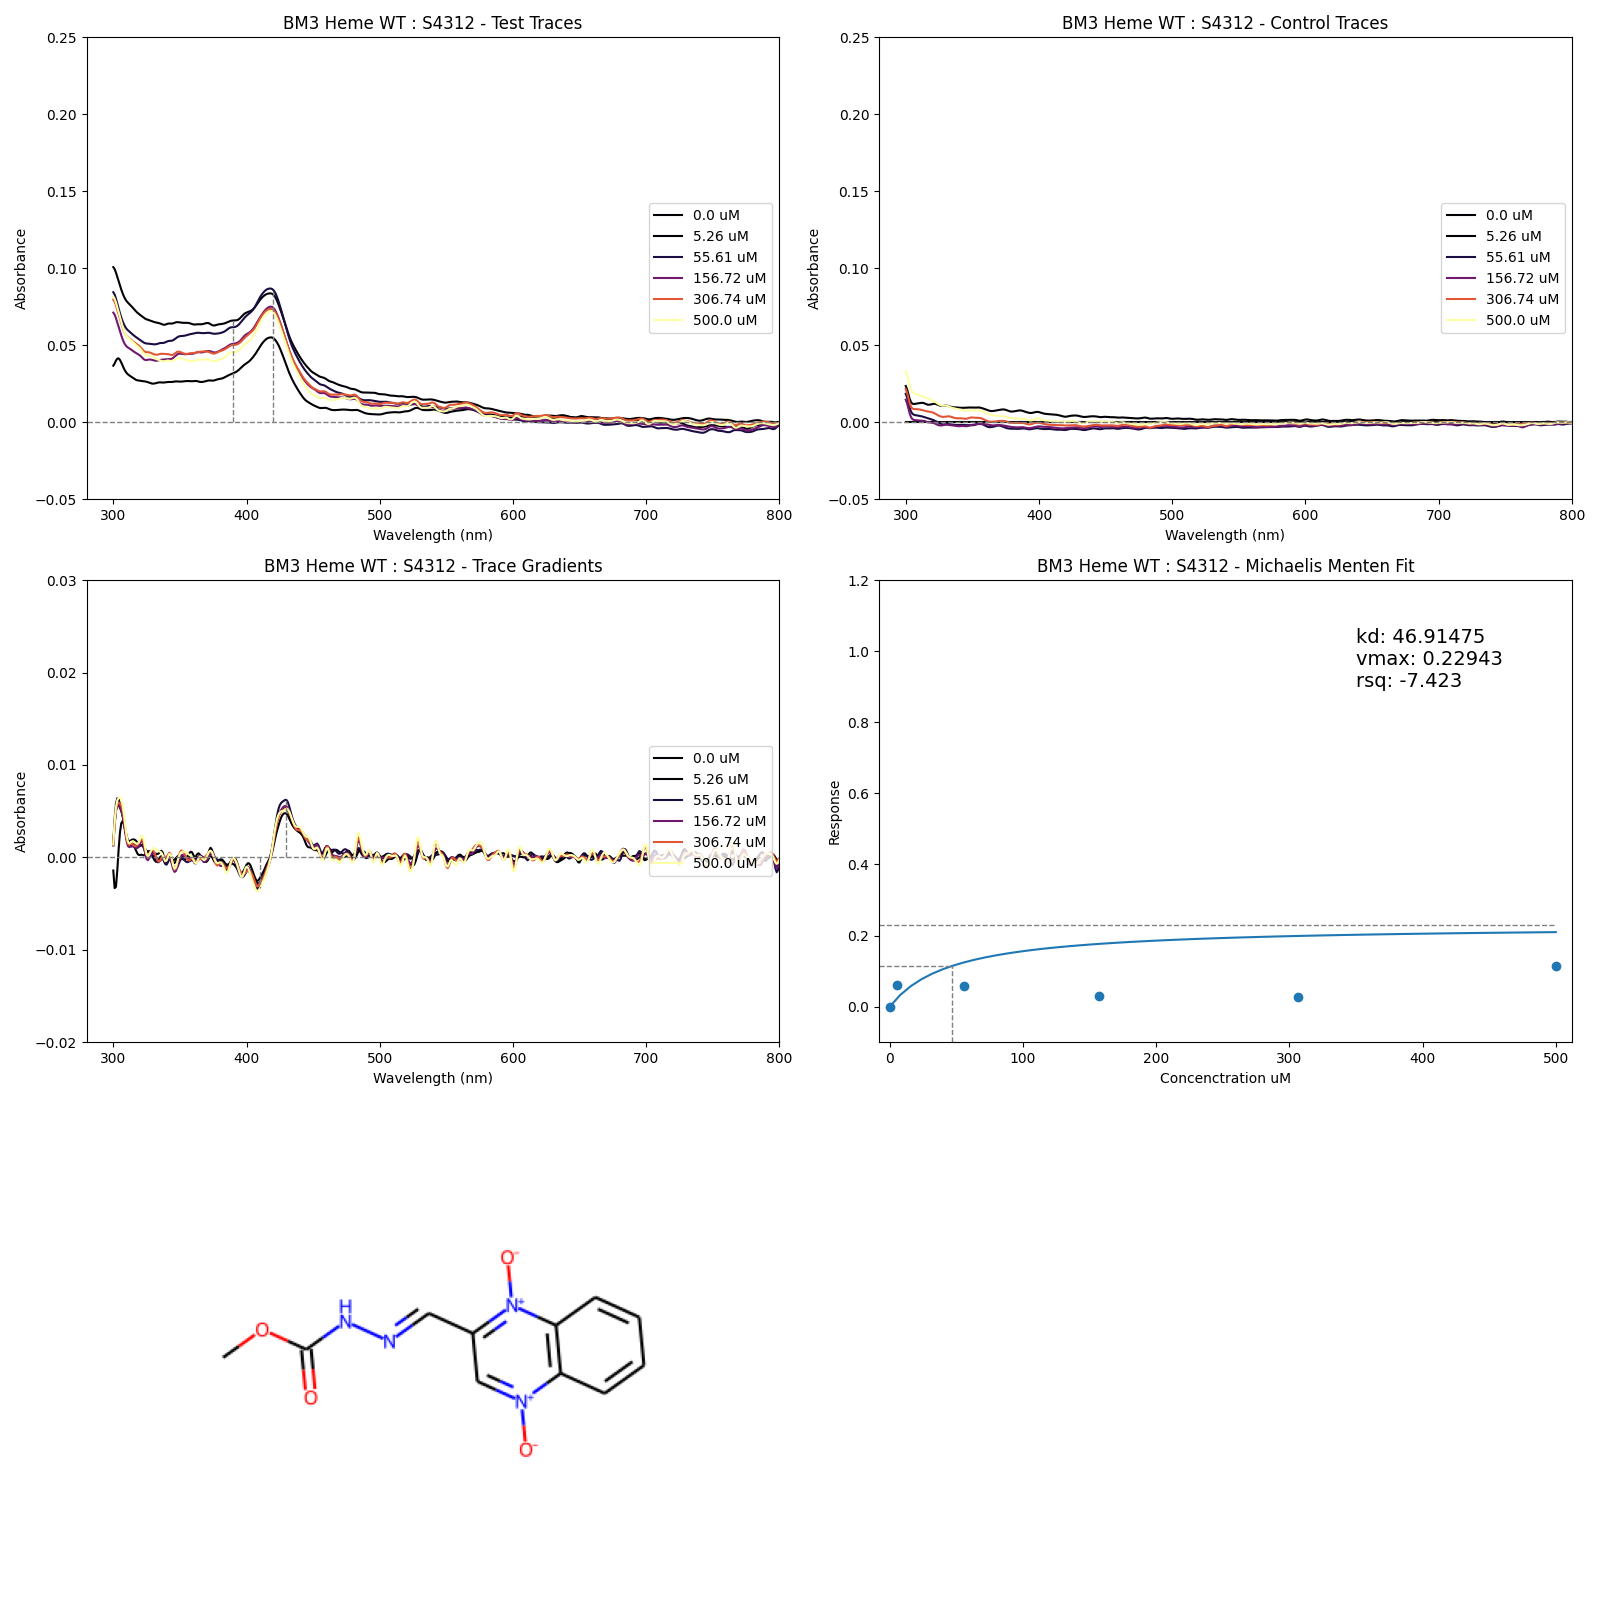 BM3 Heme WT : S4312 - Test Traces
Absorbance
0.25
0.20
0.15
0.10
0.05
0.00
−0.05
300
400
500
600
700
800
Wavelength (nm)
0.0 uM
5.26 uM
55.61 uM
156.72 uM
306.74 uM
500.0 uM
BM3 Heme WT : S4312 - Control Traces
Absorbance
0.25
0.20
0.15
0.10
0.05
0.00
−0.05
300
400
500
600
700
800
Wavelength (nm)
0.0 uM
5.26 uM
55.61 uM
156.72 uM
306.74 uM
500.0 uM
BM3 Heme WT : S4312 - Trace Gradients
Absorbance
0.03
0.02
0.01
0.00
−0.01
−0.02
300
400
500
600
700
800
Wavelength (nm)
0.0 uM
5.26 uM
55.61 uM
156.72 uM
306.74 uM
500.0 uM
BM3 Heme WT : S4312 - Michaelis Menten Fit
Response
1.2
1.0
0.8
0.6
0.4
0.2
0.0
0
100
200
300
400
500
Concenctration uM
kd: 46.91475
vmax: 0.22943
rsq: -7.423
O⁻
H
N
N⁺
O
N
O
N⁺
O⁻